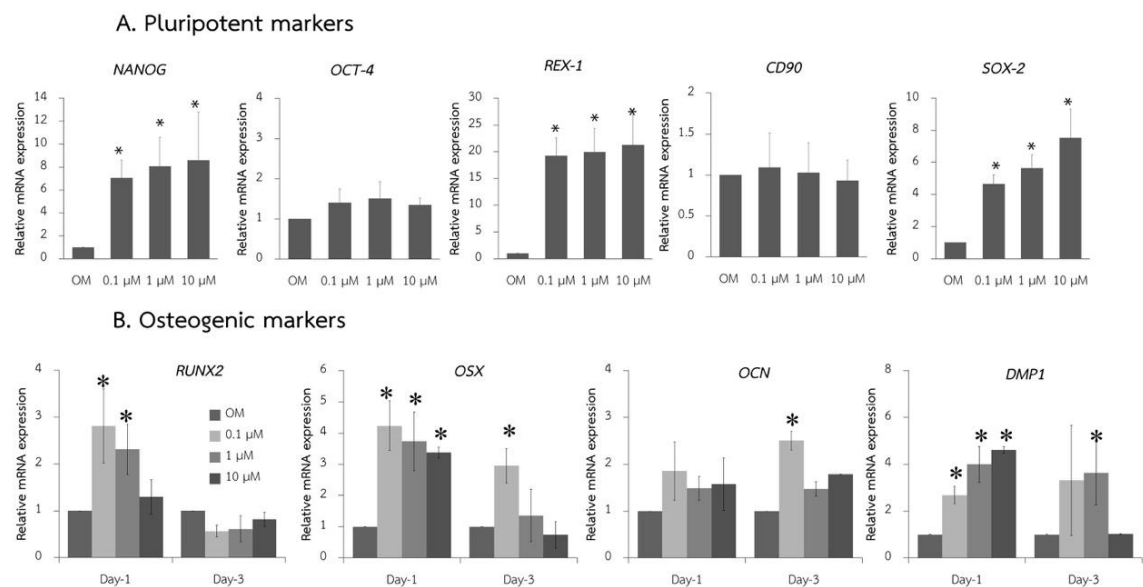 A. Pluripotent markers
NANOG
Relative mRNA expression
14
12
10
8
6
4
2
0
*
*
*
OM 0.1 µM 1 µM 10 µM
OCT-4
Relative mRNA expression
4
3
2
1
0
OM 0.1 µM 1 µM 10 µM
REX-1
Relative mRNA expression
30
25
20
15
10
5
0
*
*
*
OM 0.1 µM 1 µM 10 µM
CD90
Relative mRNA expression
2
1.5
1
0.5
0
OM 0.1 µM 1 µM 10 µM
SOX-2
Relative mRNA expression
10
8
6
4
2
0
*
*
*
OM 0.1 µM 1 µM 10 µM
B. Osteogenic markers
RUNX2
Relative mRNA expression
4
3
2
1
0
*
*
OM
0.1 µM
1 µM
10 µM
Day-1 Day-3
OSX
Relative mRNA expression
6
5
4
3
2
1
0
*
*
*
*
Day-1 Day-3
OCN
Relative mRNA expression
4
3
2
1
0
*
Day-1 Day-3
DMP1
Relative mRNA expression
8
6
4
2
0
*
*
*
*
Day-1 Day-3